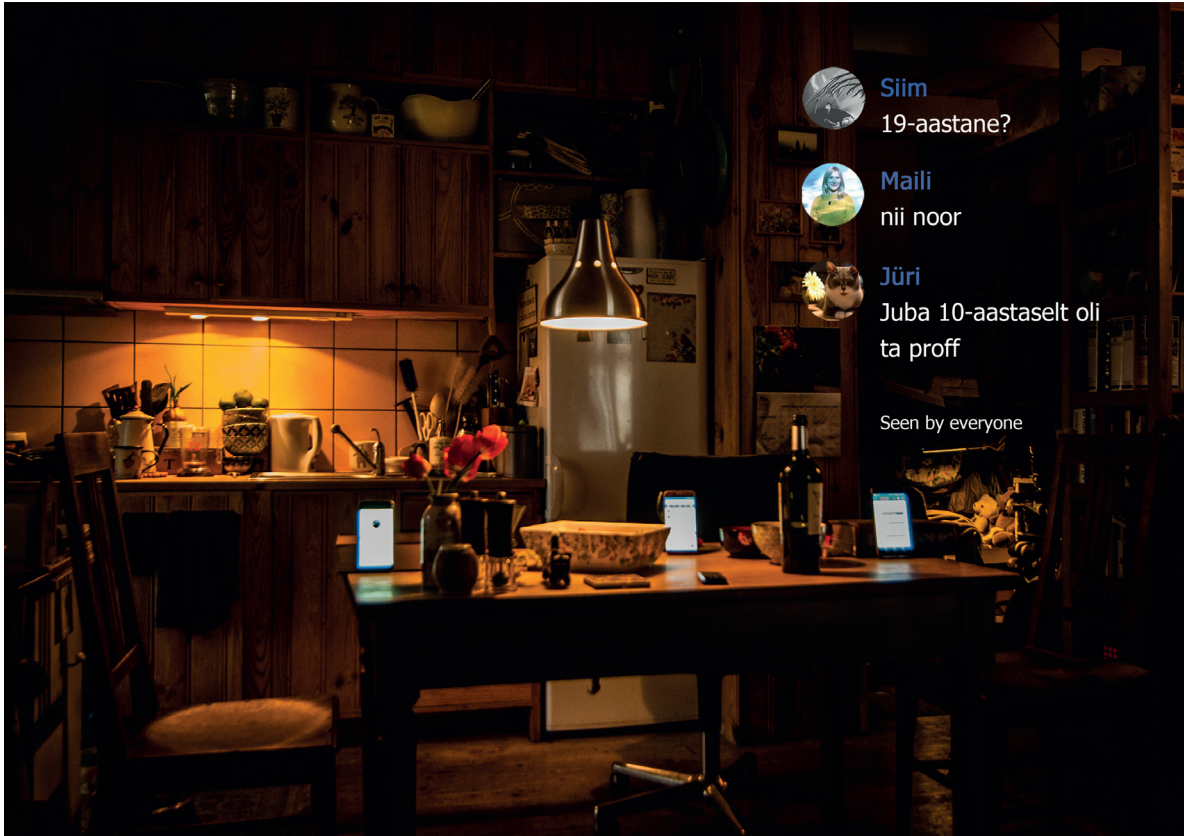 Siim
19-aastane?
Maili
nii noor
Jüri
Juba 10-aastaselt oli
ta proff
Seen by everyone